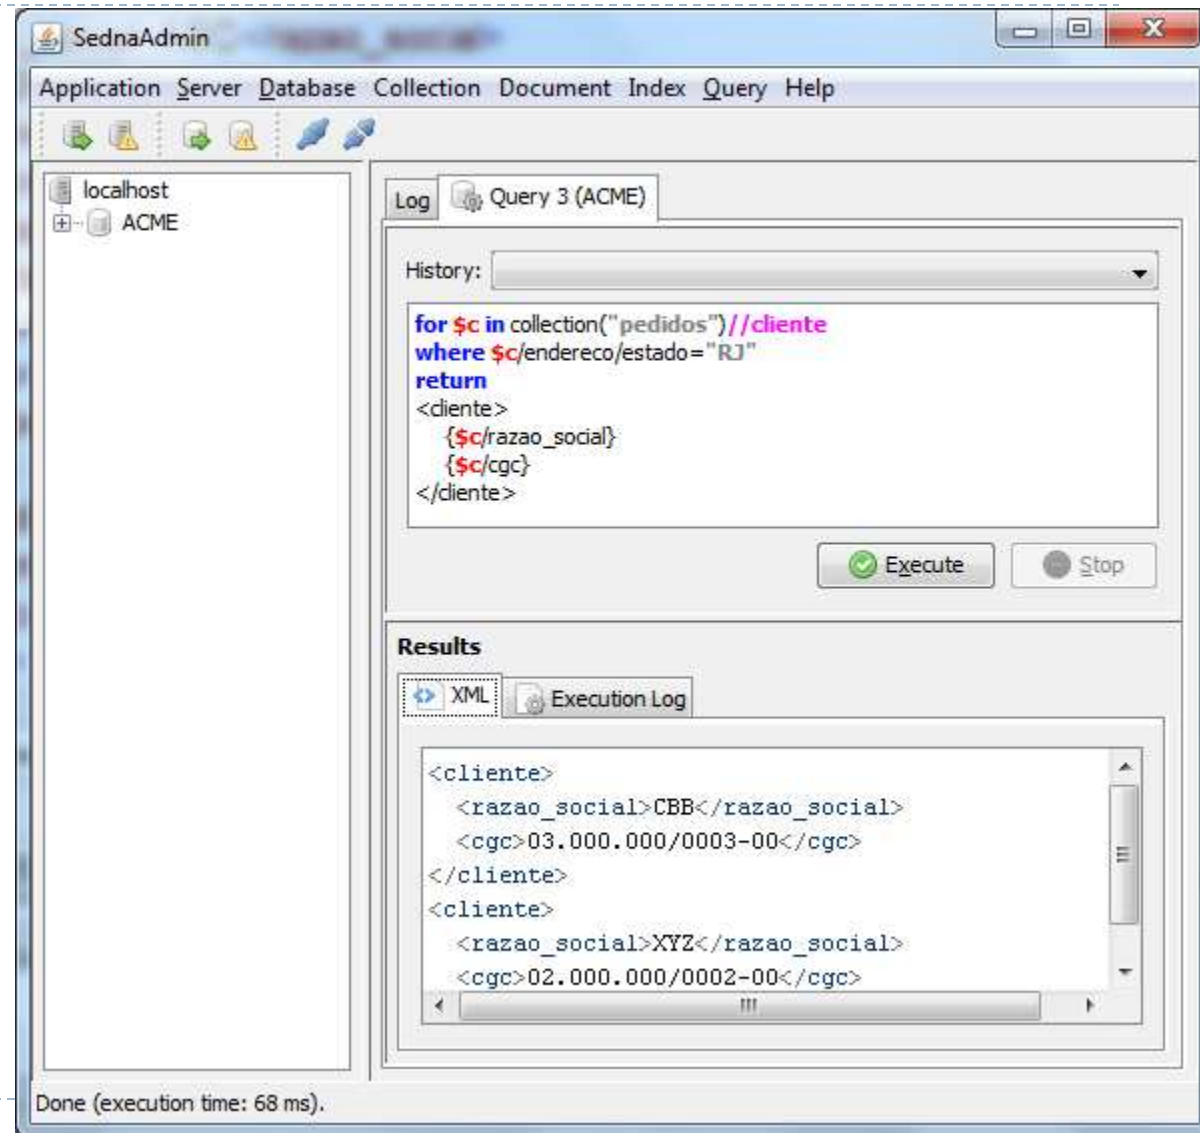 SednaAdmin
Application Server Database Collection Document Index Query Help
localhost
ACME
Log
Query 3 (ACME)
History:
for $c in collection("pedidos")//cliente
where $c/endereco/estado="RJ"
return
<cliente>
{$c/razao_social}
{$c/cgc}
</cliente>
Execute
Stop
Results
XML
Execution Log
<cliente>
<razao_social>CBB</razao_social>
<cgc>03.000.000/0003-00</cgc>
</cliente>
<cliente>
<razao_social>XYZ</razao_social>
<cgc>02.000.000/0002-00</cgc>
Done (execution time: 68 ms).